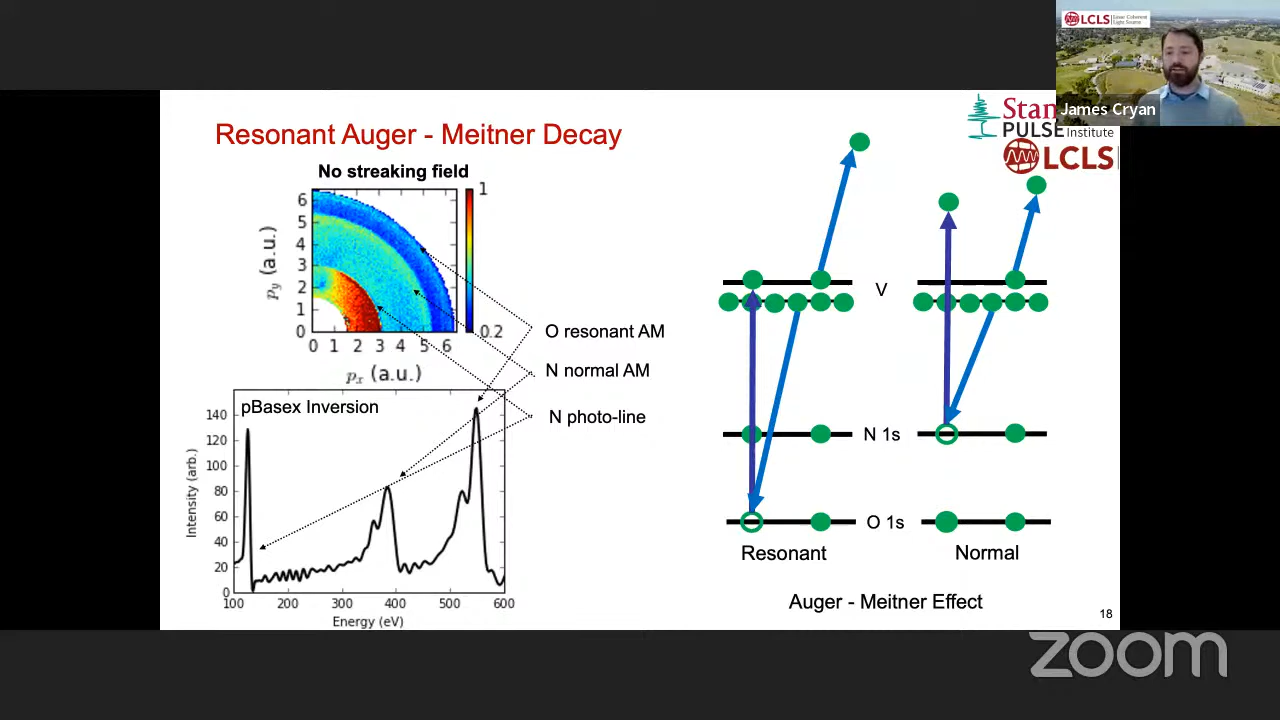 LCLS Linac Coherent
Light Source
James Cryan
Stan
PULSE Institute
LCLS
Resonant Auger - Meitner Decay
No streaking field
6
5
4
3
2
1
0
p_y (a.u.)
0 1 2 3 4 5 6
p_x (a.u.)
1
0.2
O resonant AM
N normal AM
N photo-line
pBasex Inversion
140
120
100
80
60
40
20
0
Intensity (arb.)
100 200 300 400 500 600
Energy (eV)
V
N 1s
O 1s
Resonant
Normal
Auger - Meitner Effect
18
zoom